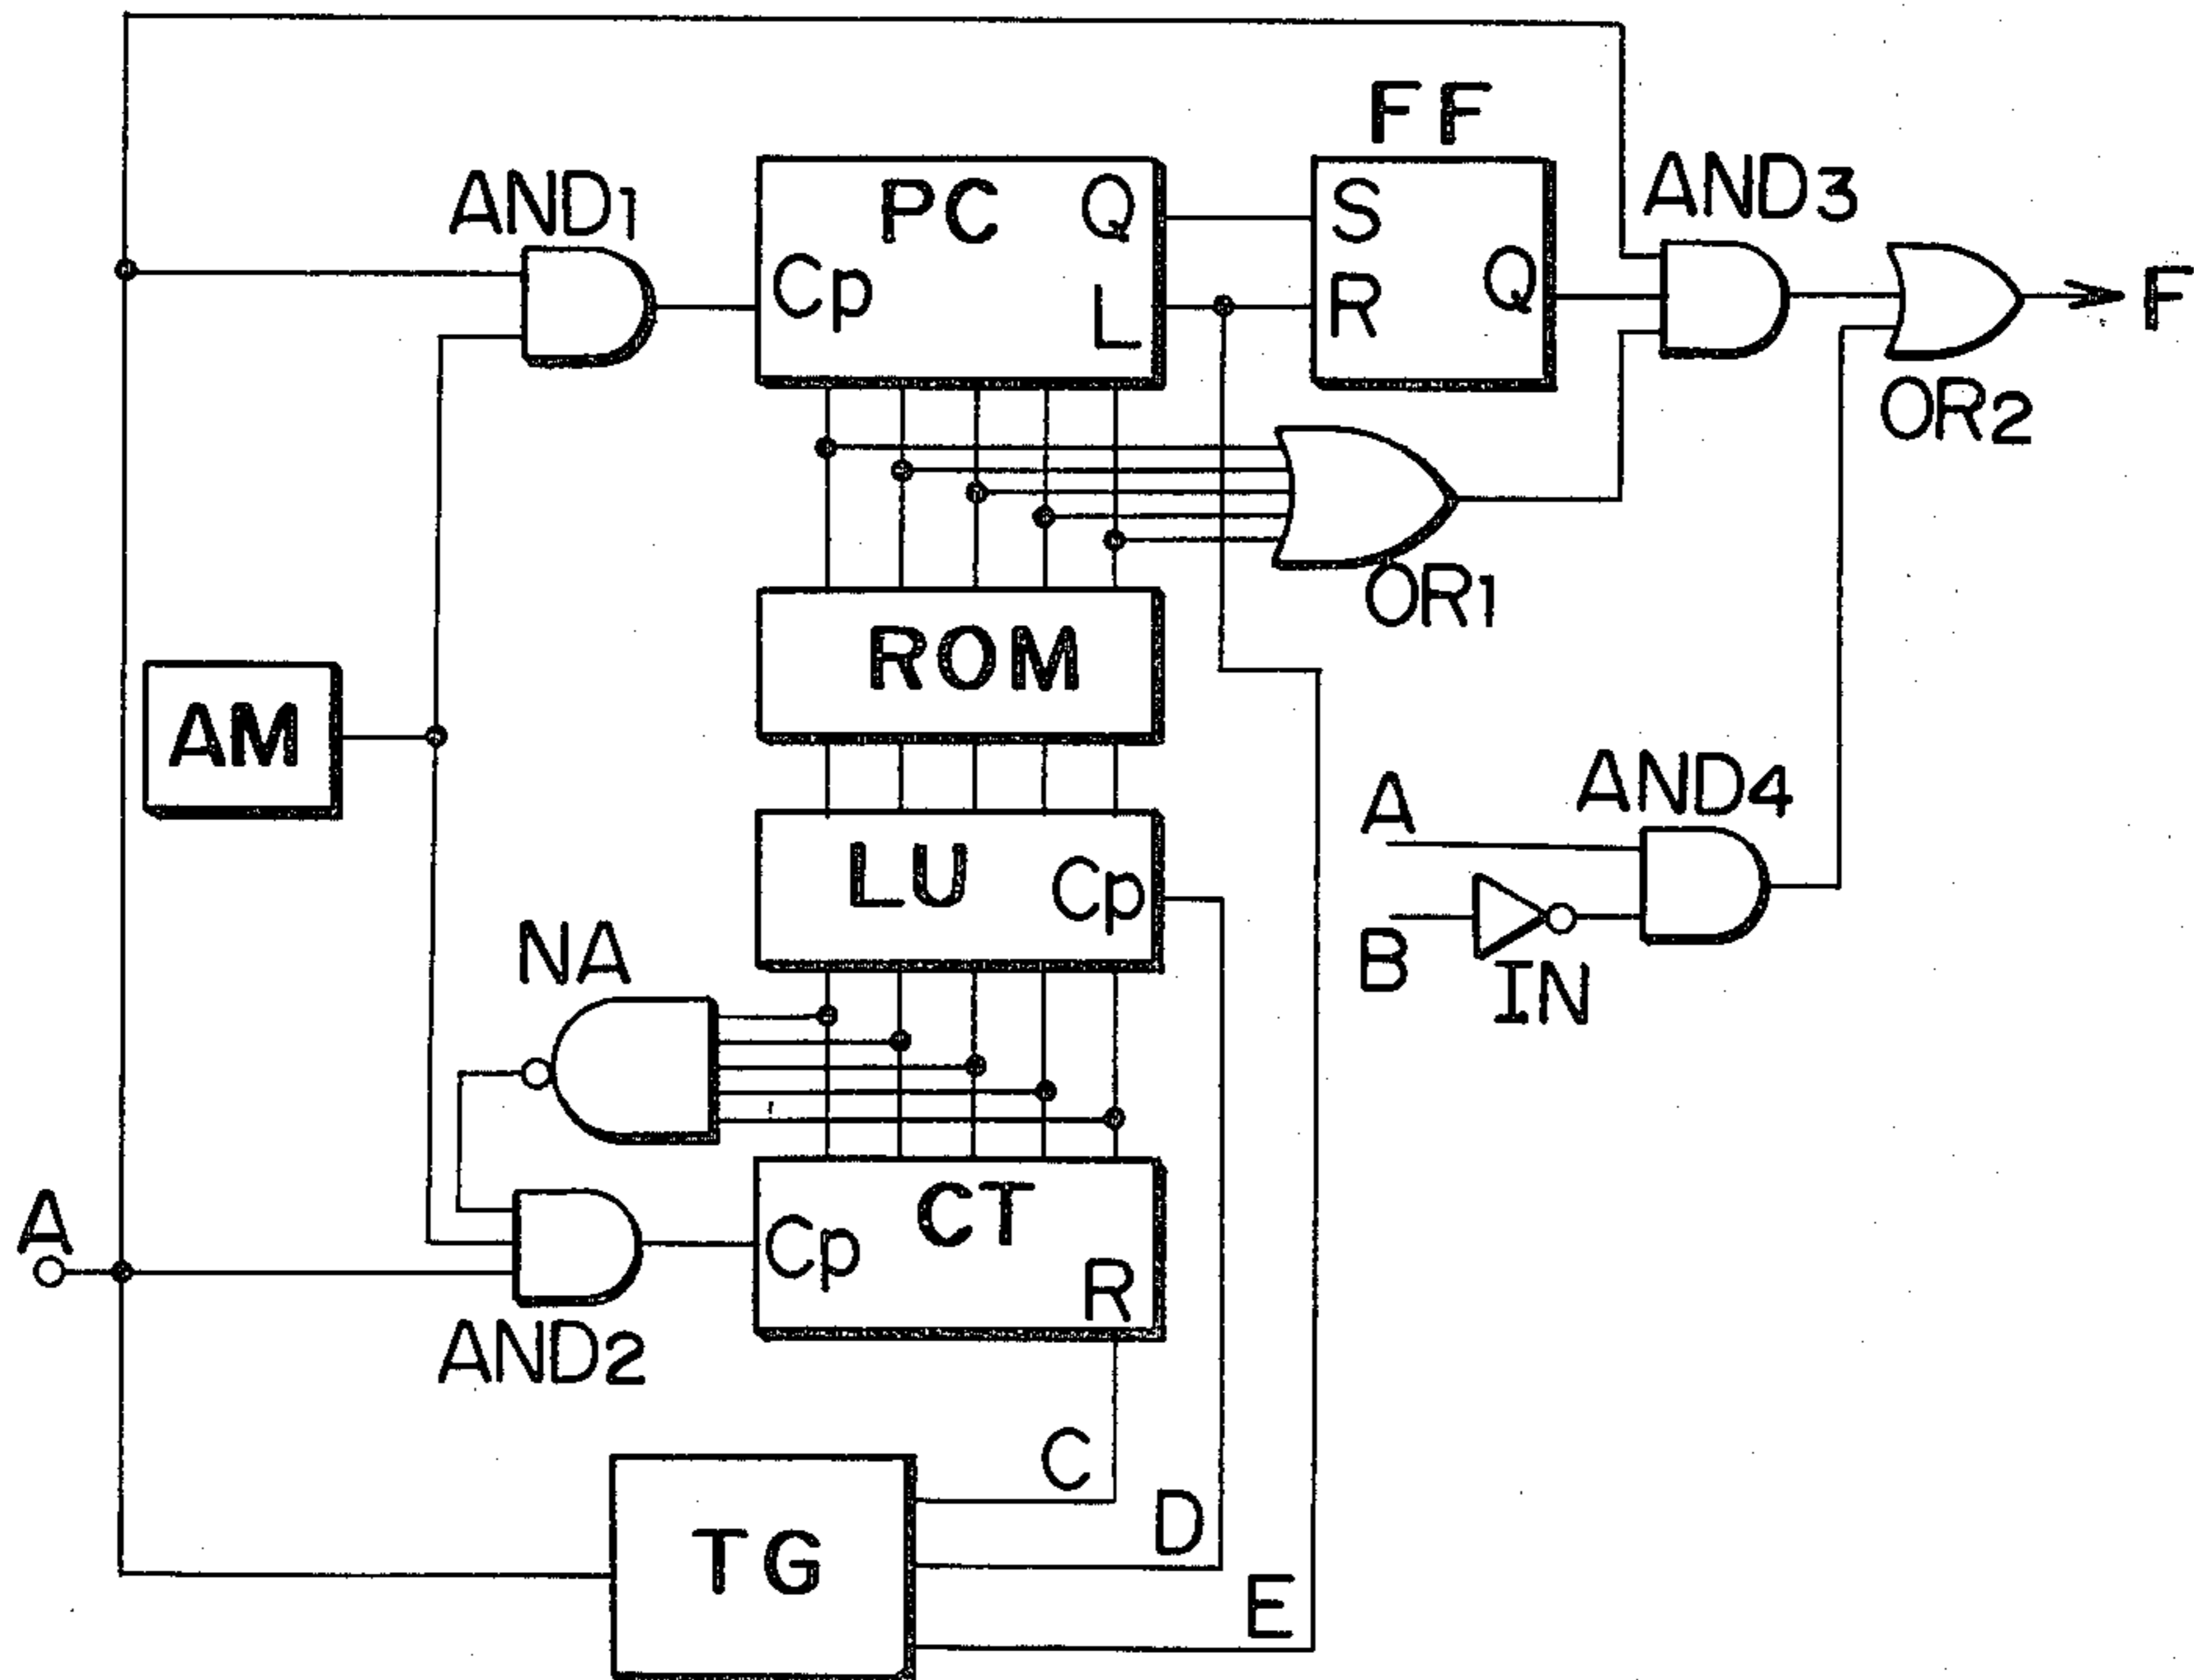 FF
AND1
PC
Q
Cp
L
S
R
Q
AND3
F
OR2
OR1
ROM
AM
LU
Cp
A
AND4
B
IN
NA
A
CT
Cp
R
AND2
C
D
TG
E